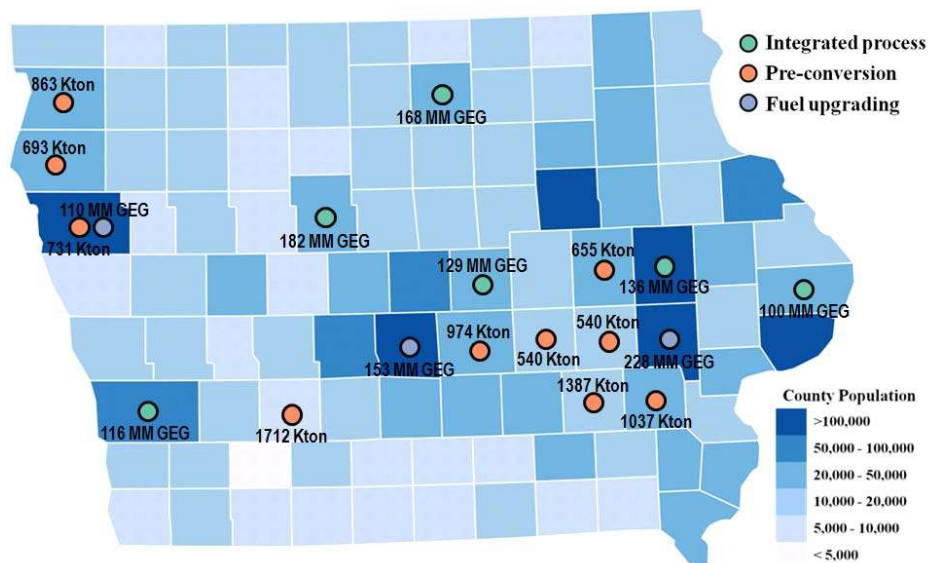 Integrated process
Pre-conversion
Fuel upgrading
863 Kton
168 MM GEG
693 Kton
110 MM GEG
731 Kton
182 MM GEG
129 MM GEG
655 Kton
136 MM GEG
100 MM GEG
974 Kton
540 Kton
540 Kton
153 MM GEG
228 MM GEG
116 MM GEG
1712 Kton
1387 Kton
1037 Kton
County Population
>100,000
50,000 - 100,000
20,000 - 50,000
10,000 - 20,000
5,000 - 10,000
< 5,000